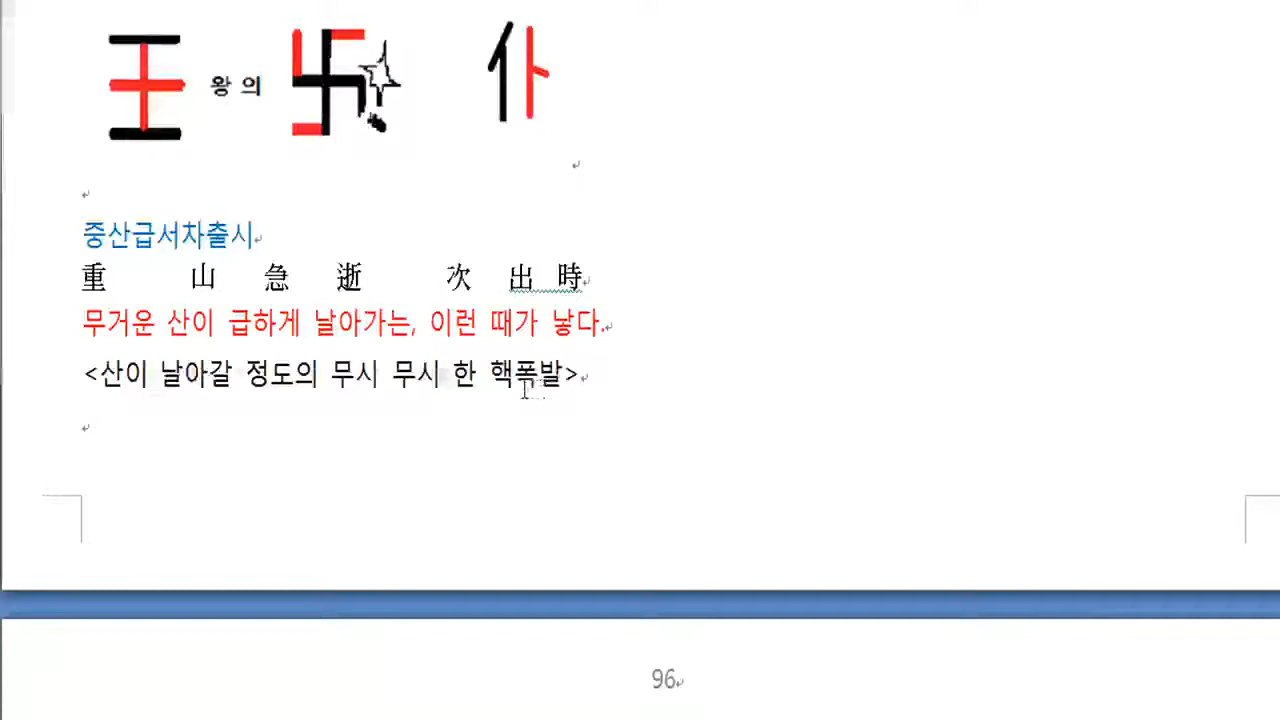 王 왕의 卐 仆
중산급서차출시
重 山 急 逝 次 出 時
무거운 산이 급하게 날아가는, 이런 때가 낳다.
<산이 날아갈 정도의 무시 무시 한 핵폭발>
96